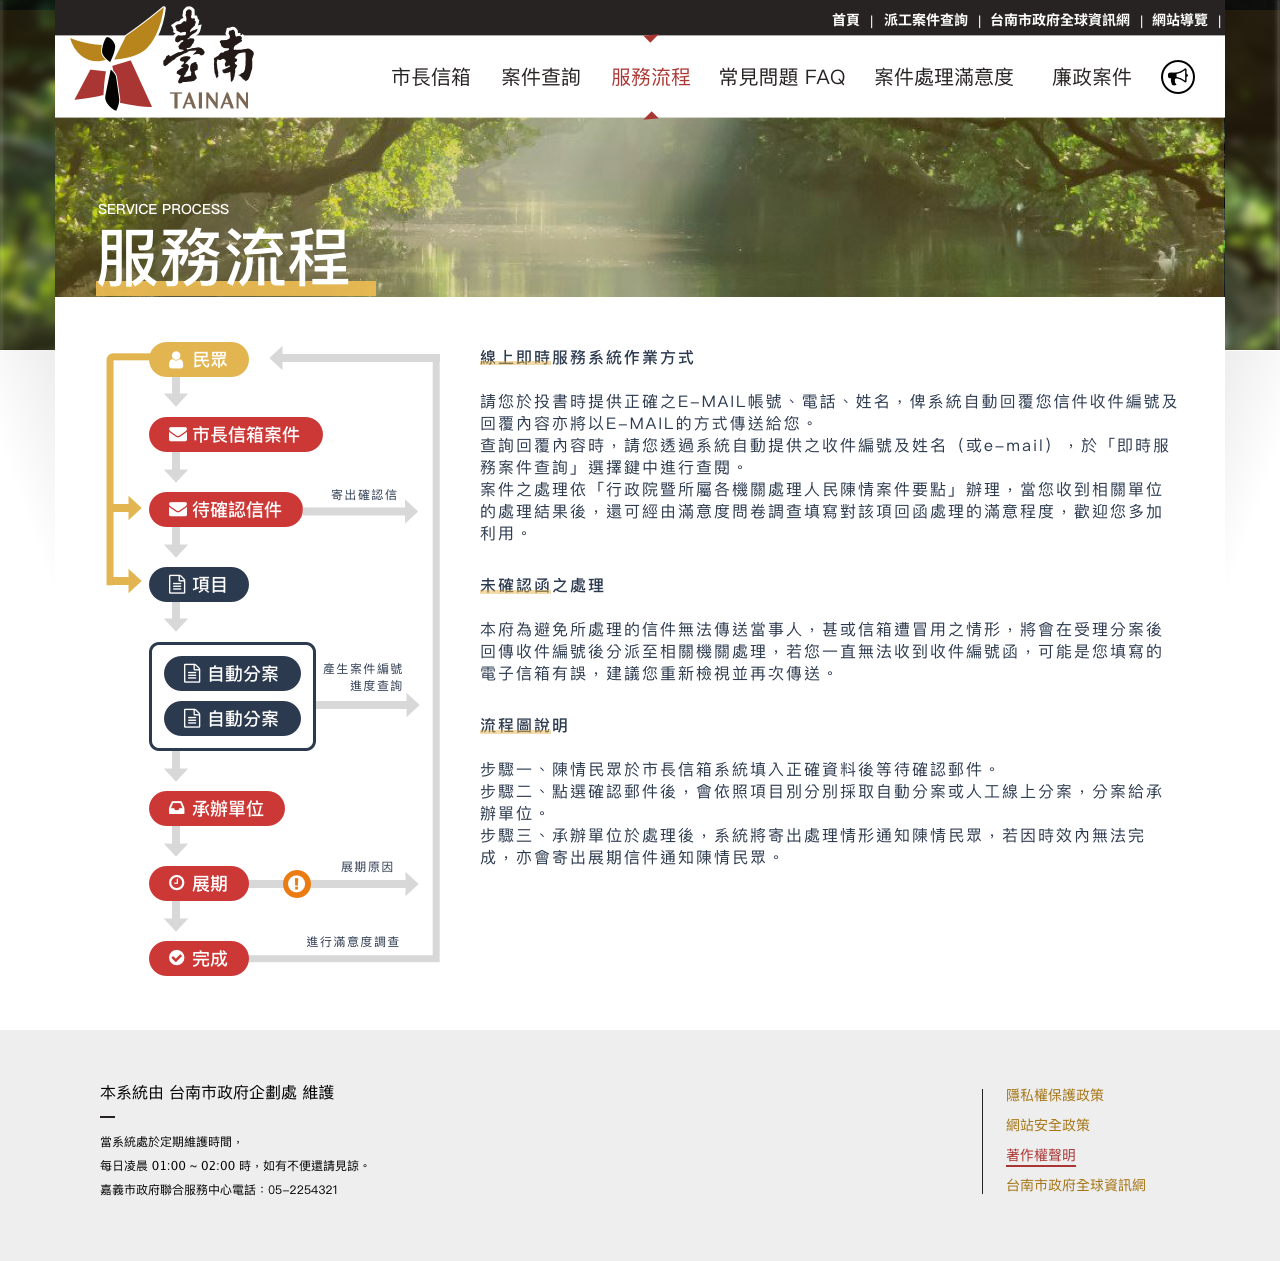 首頁 | 派工案件查詢 | 台南市政府全球資訊網 | 網站導覽 |
臺南
TAINAN
市長信箱 案件查詢 服務流程 常見問題 FAQ 案件處理滿意度 廉政案件
SERVICE PROCESS
服務流程
民眾
市長信箱案件
待確認信件
寄出確認信
項目
自動分案
自動分案
產生案件編號
進度查詢
承辦單位
展期
展期原因
完成
進行滿意度調查
線上即時服務系統作業方式
請您於投書時提供正確之E-MAIL帳號、電話、姓名，俾系統自動回覆您信件收件編號及
回覆內容亦將以E-MAIL的方式傳送給您。
查詢回覆內容時，請您透過系統自動提供之收件編號及姓名（或e-mail），於「即時服
務案件查詢」選擇鍵中進行查閱。
案件之處理依「行政院暨所屬各機關處理人民陳情案件要點」辦理，當您收到相關單位
的處理結果後，還可經由滿意度問卷調查填寫對該項回函處理的滿意程度，歡迎您多加
利用。
未確認函之處理
本府為避免所處理的信件無法傳送當事人，甚或信箱遭冒用之情形，將會在受理分案後
回傳收件編號後分派至相關機關處理，若您一直無法收到收件編號函，可能是您填寫的
電子信箱有誤，建議您重新檢視並再次傳送。
流程圖說明
步驟一、陳情民眾於市長信箱系統填入正確資料後等待確認郵件。
步驟二、點選確認郵件後，會依照項目別分別採取自動分案或人工線上分案，分案給承
辦單位。
步驟三、承辦單位於處理後，系統將寄出處理情形通知陳情民眾，若因時效內無法完
成，亦會寄出展期信件通知陳情民眾。
本系統由 台南市政府企劃處 維護
當系統處於定期維護時間，
每日凌晨 01:00 ~ 02:00 時，如有不便還請見諒。
嘉義市政府聯合服務中心電話：05-2254321
隱私權保護政策
網站安全政策
著作權聲明
台南市政府全球資訊網